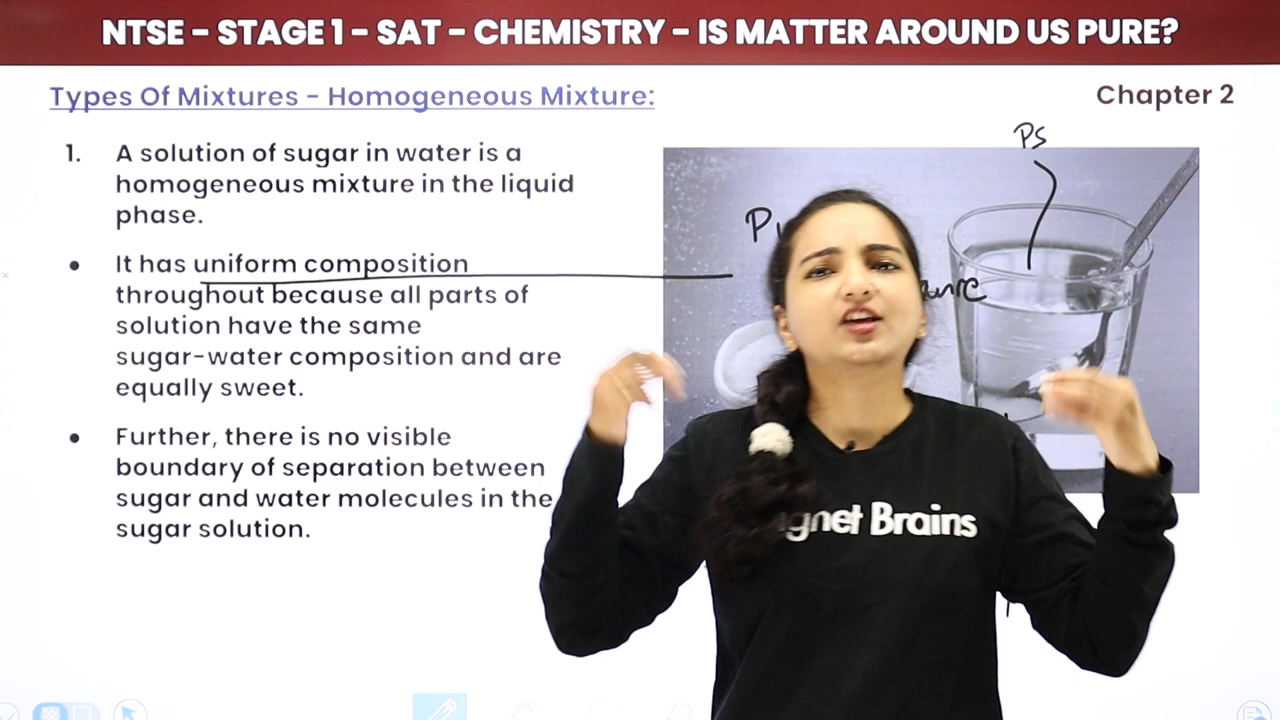 NTSE – STAGE 1 – SAT – CHEMISTRY – IS MATTER AROUND US PURE?
Types Of Mixtures – Homogeneous Mixture:
Chapter 2
1. A solution of sugar in water is a
homogeneous mixture in the liquid
phase.
• It has uniform composition
throughout because all parts of
solution have the same
sugar-water composition and are
equally sweet.
• Further, there is no visible
boundary of separation between
sugar and water molecules in the
sugar solution.
PS
gnet Brains